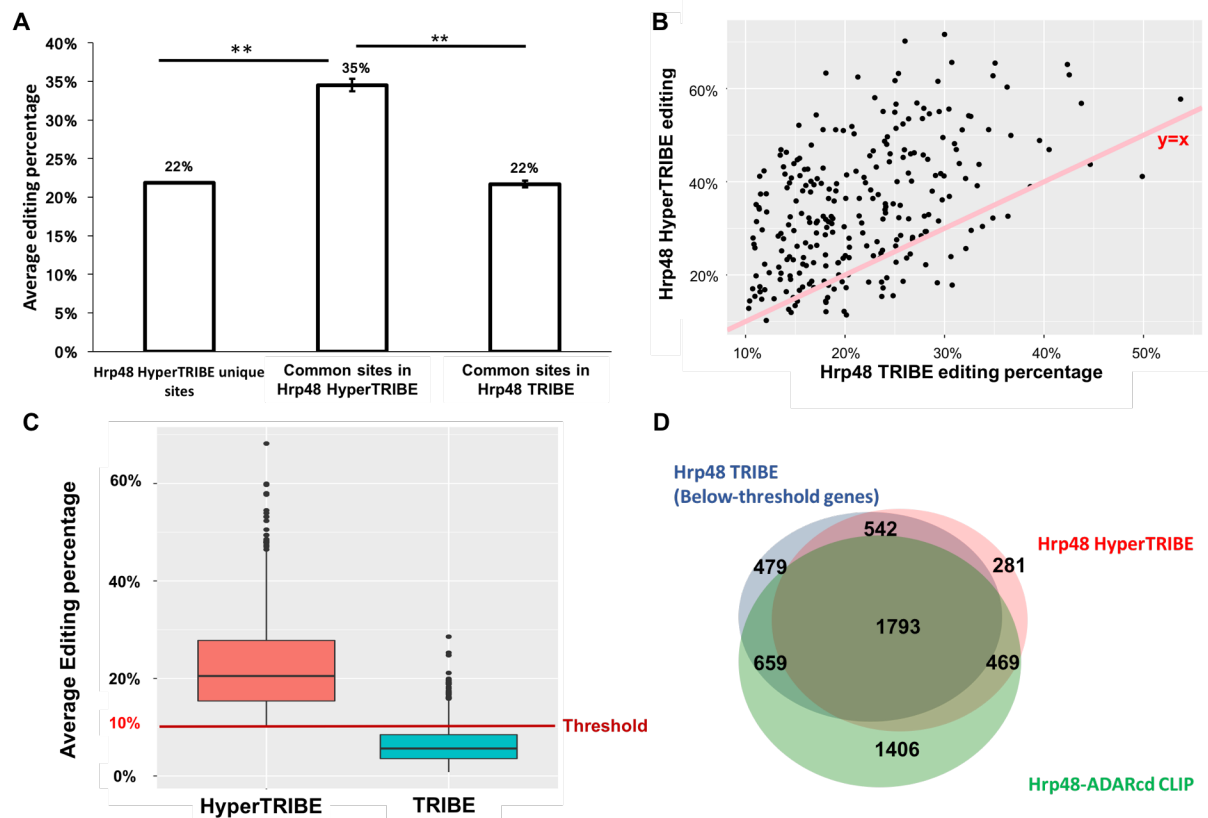 A
40%
35%
30%
25%
20%
15%
10%
5%
0%
Average editing percentage
**
**
22%
35%
22%
Hrp48 HyperTRIBE unique
sites
Common sites in
Hrp48 HyperTRIBE
Common sites in
Hrp48 TRIBE
B
Hrp48 HyperTRIBE editing
60%
40%
20%
y=x
10%
20%
30%
40%
50%
Hrp48 TRIBE editing percentage
C
Average Editing percentage
60%
40%
20%
10%
0%
Threshold
HyperTRIBE
TRIBE
D
Hrp48 TRIBE
(Below-threshold genes)
Hrp48 HyperTRIBE
542
479
281
1793
659
469
1406
Hrp48-ADARcd CLIP